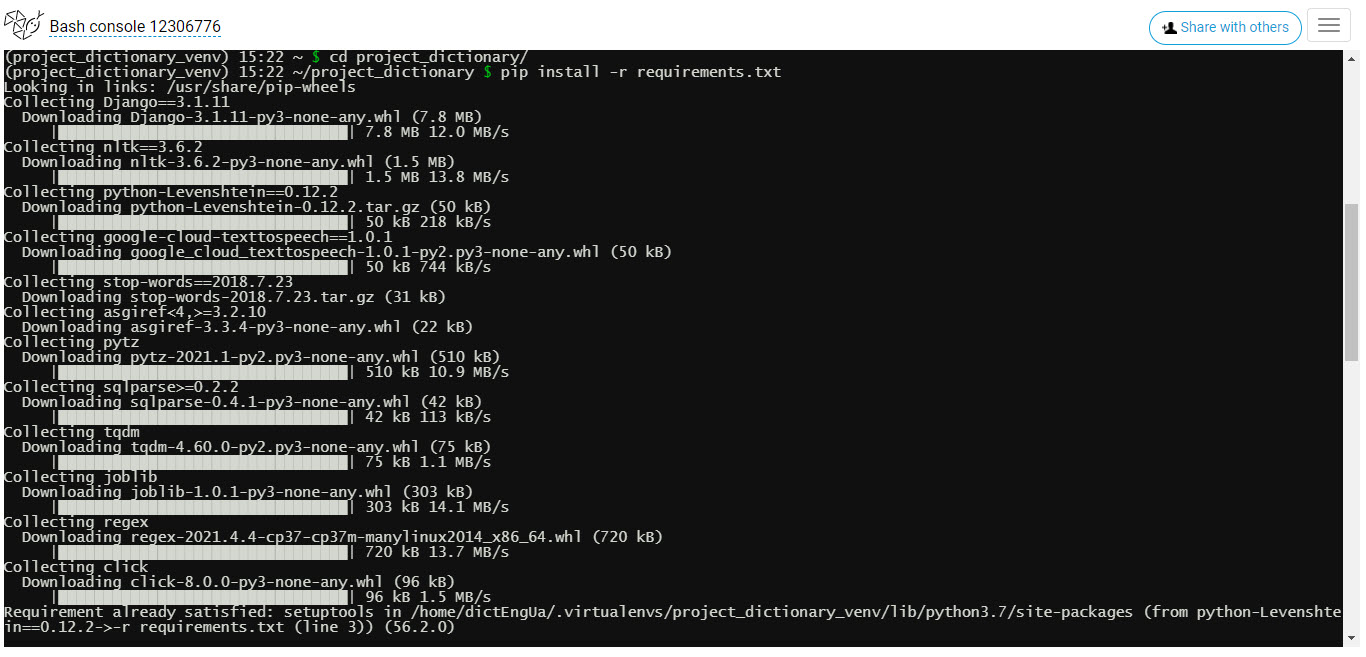 Bash console 12306776
Share with others
(project_dictionary_venv) 15:22 ~ $ cd project_dictionary/
(project_dictionary_venv) 15:22 ~/project_dictionary $ pip install -r requirements.txt
Looking in links: /usr/share/pip-wheels
Collecting Django==3.1.11
  Downloading Django-3.1.11-py3-none-any.whl (7.8 MB)
     |████████████████████████████████| 7.8 MB 12.0 MB/s
Collecting nltk==3.6.2
  Downloading nltk-3.6.2-py3-none-any.whl (1.5 MB)
     |████████████████████████████████| 1.5 MB 13.8 MB/s
Collecting python-Levenshtein==0.12.2
  Downloading python-Levenshtein-0.12.2.tar.gz (50 kB)
     |████████████████████████████████| 50 kB 218 kB/s
Collecting google-cloud-texttospeech==1.0.1
  Downloading google_cloud_texttospeech-1.0.1-py2.py3-none-any.whl (50 kB)
     |████████████████████████████████| 50 kB 744 kB/s
Collecting stop-words==2018.7.23
  Downloading stop-words-2018.7.23.tar.gz (31 kB)
Collecting asgiref<4,>=3.2.10
  Downloading asgiref-3.3.4-py3-none-any.whl (22 kB)
Collecting pytz
  Downloading pytz-2021.1-py2.py3-none-any.whl (510 kB)
     |████████████████████████████████| 510 kB 10.9 MB/s
Collecting sqlparse>=0.2.2
  Downloading sqlparse-0.4.1-py3-none-any.whl (42 kB)
     |████████████████████████████████| 42 kB 113 kB/s
Collecting tqdm
  Downloading tqdm-4.60.0-py2.py3-none-any.whl (75 kB)
     |████████████████████████████████| 75 kB 1.1 MB/s
Collecting joblib
  Downloading joblib-1.0.1-py3-none-any.whl (303 kB)
     |████████████████████████████████| 303 kB 14.1 MB/s
Collecting regex
  Downloading regex-2021.4.4-cp37-cp37m-manylinux2014_x86_64.whl (720 kB)
     |████████████████████████████████| 720 kB 13.7 MB/s
Collecting click
  Downloading click-8.0.0-py3-none-any.whl (96 kB)
     |████████████████████████████████| 96 kB 1.5 MB/s
Requirement already satisfied: setuptools in /home/dictEngUa/.virtualenvs/project_dictionary_venv/lib/python3.7/site-packages (from python-Levenshte
in==0.12.2->-r requirements.txt (line 3)) (56.2.0)